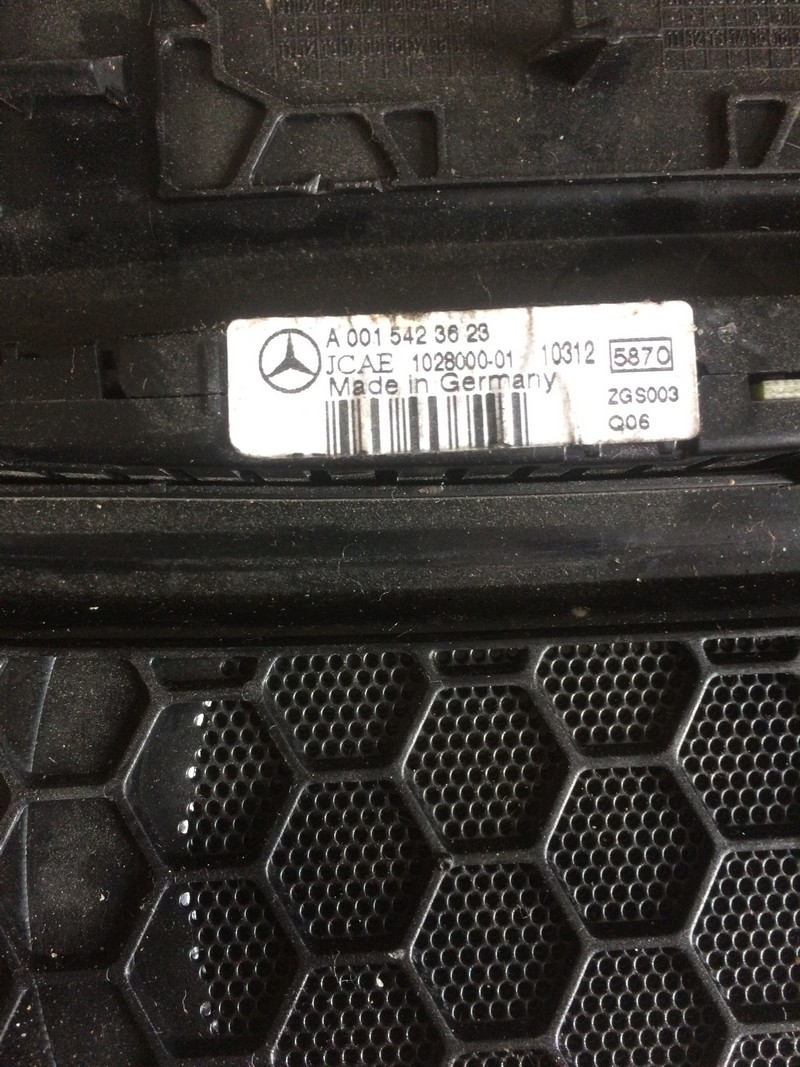 A 001 542 36 23
JCAE 1028000-01 10312 5870
Made in Germany
ZGS003
Q06